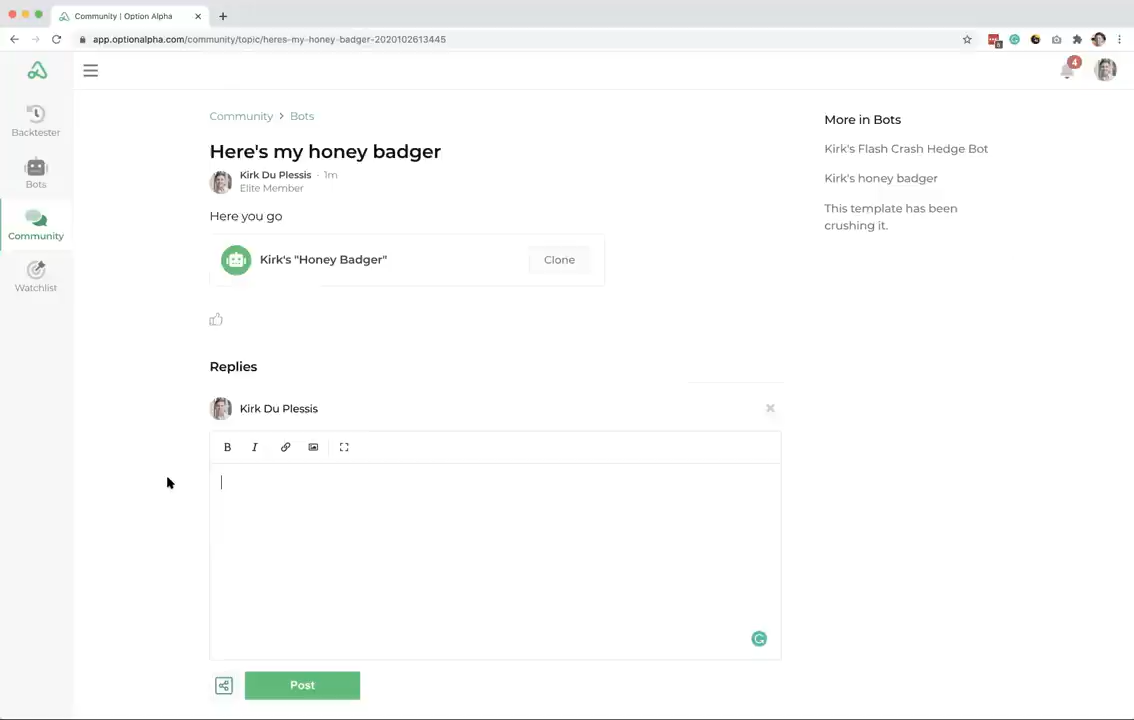 Community | Option Alpha
app.optionalpha.com/community/topic/heres-my-honey-badger-2020102613445
4
Backtester
Bots
Community
Watchlist
Community > Bots
Here's my honey badger
Kirk Du Plessis · 1m
Elite Member
Here you go
Kirk's "Honey Badger"
Clone
Replies
Kirk Du Plessis
B I
Post
More in Bots
Kirk's Flash Crash Hedge Bot
Kirk's honey badger
This template has been
crushing it.